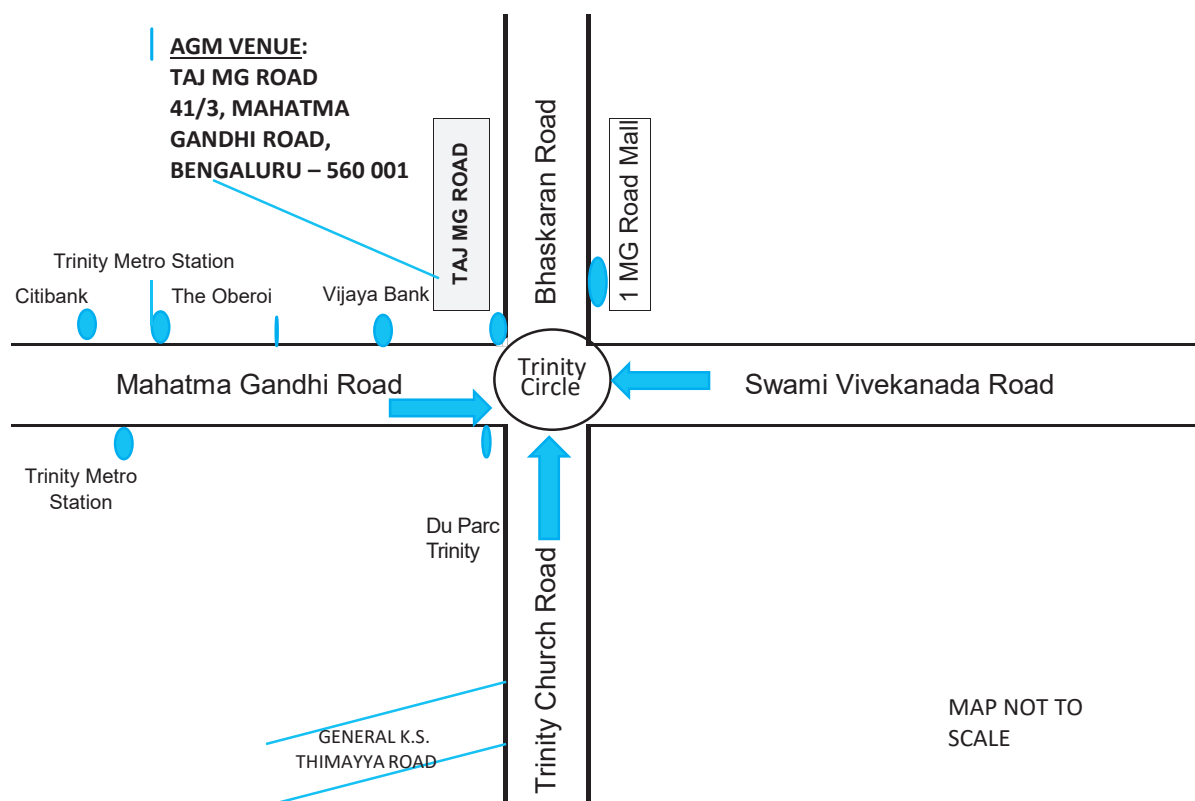 AGM VENUE:
TAJ MG ROAD
41/3, MAHATMA
GANDHI ROAD,
BENGALURU – 560 001
TAJ MG ROAD
Bhaskaran Road
1 MG Road Mall
Trinity Metro Station
Citibank
The Oberoi
Vijaya Bank
Mahatma Gandhi Road
Trinity
Circle
Swami Vivekanada Road
Trinity Metro
Station
Du Parc
Trinity
Trinity Church Road
GENERAL K.S.
THIMAYYA ROAD
MAP NOT TO
SCALE